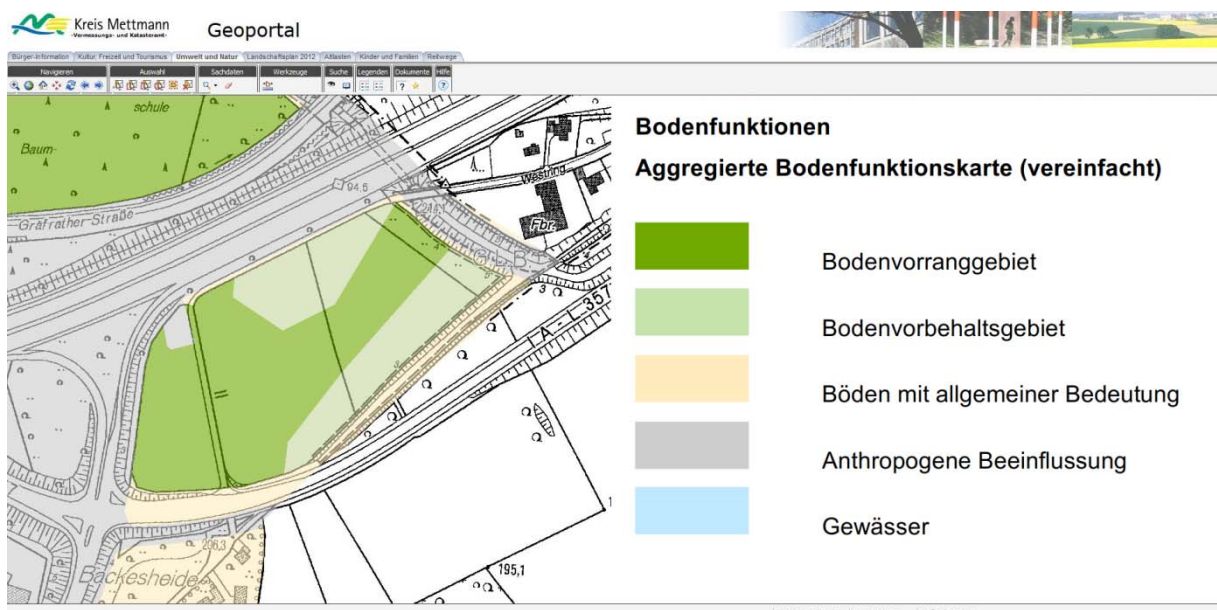 Kreis Mettmann
-Vermessungs- und Katasteramt-
Geoportal
Bürger-Information
Kultur, Freizeit und Tourismus
Umwelt und Natur
Landschaftsplan 2012
Altlasten
Kinder und Familien
Reitwege
Navigieren
Auswahl
Sachdaten
Werkzeuge
Suche
Legenden
Dokumente
Hilfe
schule
Baum-
Gräfrather-Straße
94.5
Westring
Fbr.
A - L 357
Backesheide
195,1
Bodenfunktionen
Aggregierte Bodenfunktionskarte (vereinfacht)
Bodenvorranggebiet
Bodenvorbehaltsgebiet
Böden mit allgemeiner Bedeutung
Anthropogene Beeinflussung
Gewässer